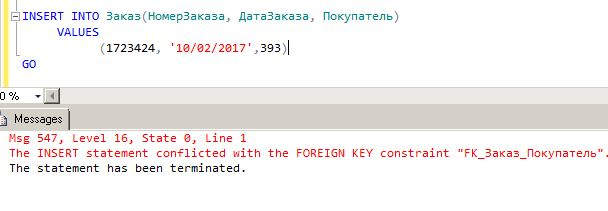 INSERT INTO Заказ(НомерЗаказа, ДатаЗаказа, Покупатель)
VALUES
(1723424, '10/02/2017',393)
GO
0 %
Messages
Msg 547, Level 16, State 0, Line 1
The INSERT statement conflicted with the FOREIGN KEY constraint "FK_Заказ_Покупатель".
The statement has been terminated.